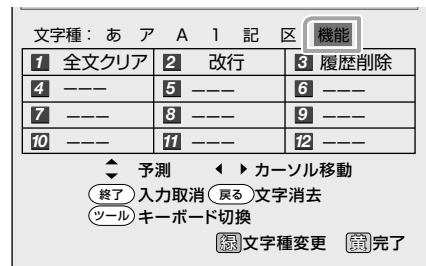 文字種： あ ア A 1 記 区 機能
1 全文クリア 2 改行 3 履歴削除
4 −−− 5 −−− 6 −−−
7 −−− 8 −−− 9 −−−
10 −−− 11 −−− 12 −−−
予測 カーソル移動
終了 入力取消 戻る 文字消去
ツール キーボード切換
緑 文字種変更 黄 完了